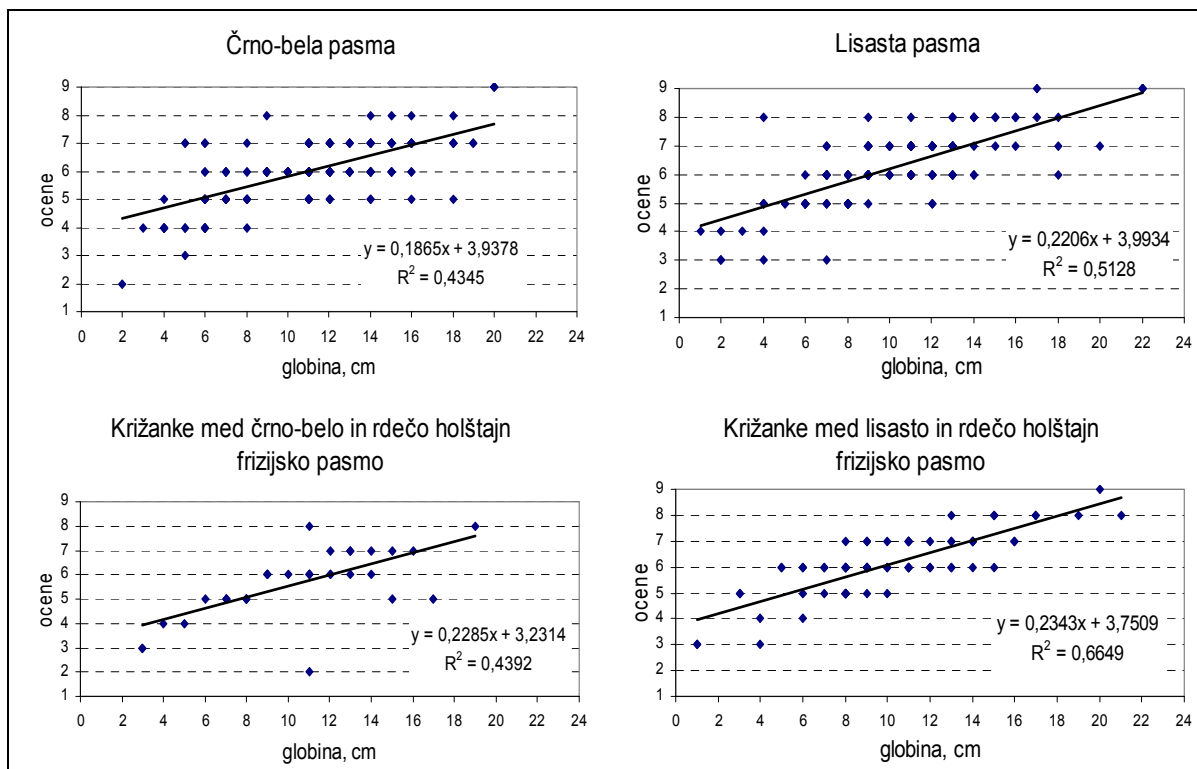 Črno-bela pasma
ocene
9
8
7
6
5
4
3
2
1
y = 0,1865x + 3,9378
R² = 0,4345
0 2 4 6 8 10 12 14 16 18 20 22 24
globina, cm
Lisasta pasma
ocene
9
8
7
6
5
4
3
2
1
y = 0,2206x + 3,9934
R² = 0,5128
0 2 4 6 8 10 12 14 16 18 20 22 24
globina, cm
Križanke med črno-belo in rdečo holštajn
frizijsko pasmo
ocene
9
8
7
6
5
4
3
2
1
y = 0,2285x + 3,2314
R² = 0,4392
0 2 4 6 8 10 12 14 16 18 20 22 24
globina, cm
Križanke med lisasto in rdečo holštajn
frizijsko pasmo
ocene
9
8
7
6
5
4
3
2
1
y = 0,2343x + 3,7509
R² = 0,6649
0 2 4 6 8 10 12 14 16 18 20 22 24
globina, cm